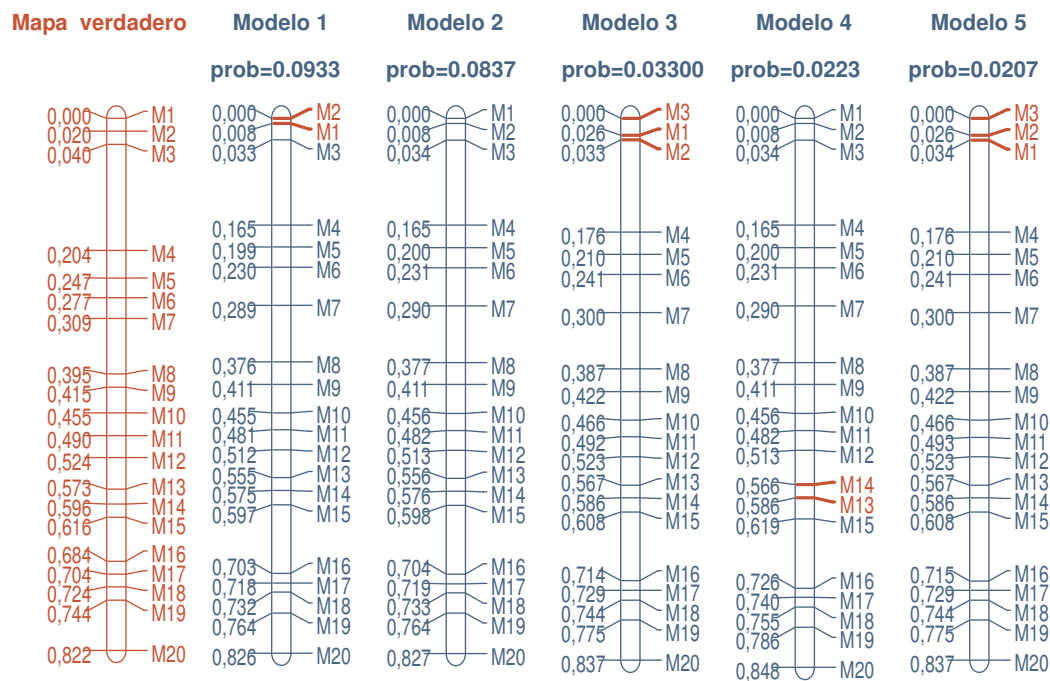 Mapa verdadero
0,000 M1
0,020 M2
0,040 M3
0,204 M4
0,247 M5
0,277 M6
0,309 M7
0,395 M8
0,415 M9
0,455 M10
0,490 M11
0,524 M12
0,573 M13
0,596 M14
0,616 M15
0,684 M16
0,704 M17
0,724 M18
0,744 M19
0,822 M20
Modelo 1
prob=0.0933
0,000 M2
0,008 M1
0,033 M3
0,165 M4
0,199 M5
0,230 M6
0,289 M7
0,376 M8
0,411 M9
0,455 M10
0,481 M11
0,512 M12
0,555 M13
0,575 M14
0,597 M15
0,703 M16
0,718 M17
0,732 M18
0,764 M19
0,826 M20
Modelo 2
prob=0.0837
0,000 M1
0,008 M2
0,034 M3
0,165 M4
0,200 M5
0,231 M6
0,290 M7
0,377 M8
0,411 M9
0,456 M10
0,482 M11
0,513 M12
0,556 M13
0,576 M14
0,598 M15
0,704 M16
0,719 M17
0,733 M18
0,764 M19
0,827 M20
Modelo 3
prob=0.03300
0,000 M3
0,026 M1
0,033 M2
0,176 M4
0,210 M5
0,241 M6
0,300 M7
0,387 M8
0,422 M9
0,466 M10
0,492 M11
0,523 M12
0,567 M13
0,586 M14
0,608 M15
0,714 M16
0,729 M17
0,744 M18
0,775 M19
0,837 M20
Modelo 4
prob=0.0223
0,000 M1
0,008 M2
0,034 M3
0,165 M4
0,200 M5
0,231 M6
0,290 M7
0,377 M8
0,411 M9
0,456 M10
0,482 M11
0,513 M12
0,566 M14
0,586 M13
0,619 M15
0,726 M16
0,740 M17
0,755 M18
0,786 M19
0,848 M20
Modelo 5
prob=0.0207
0,000 M3
0,026 M2
0,034 M1
0,176 M4
0,210 M5
0,241 M6
0,300 M7
0,387 M8
0,422 M9
0,466 M10
0,493 M11
0,523 M12
0,567 M13
0,586 M14
0,608 M15
0,715 M16
0,729 M17
0,744 M18
0,775 M19
0,837 M20